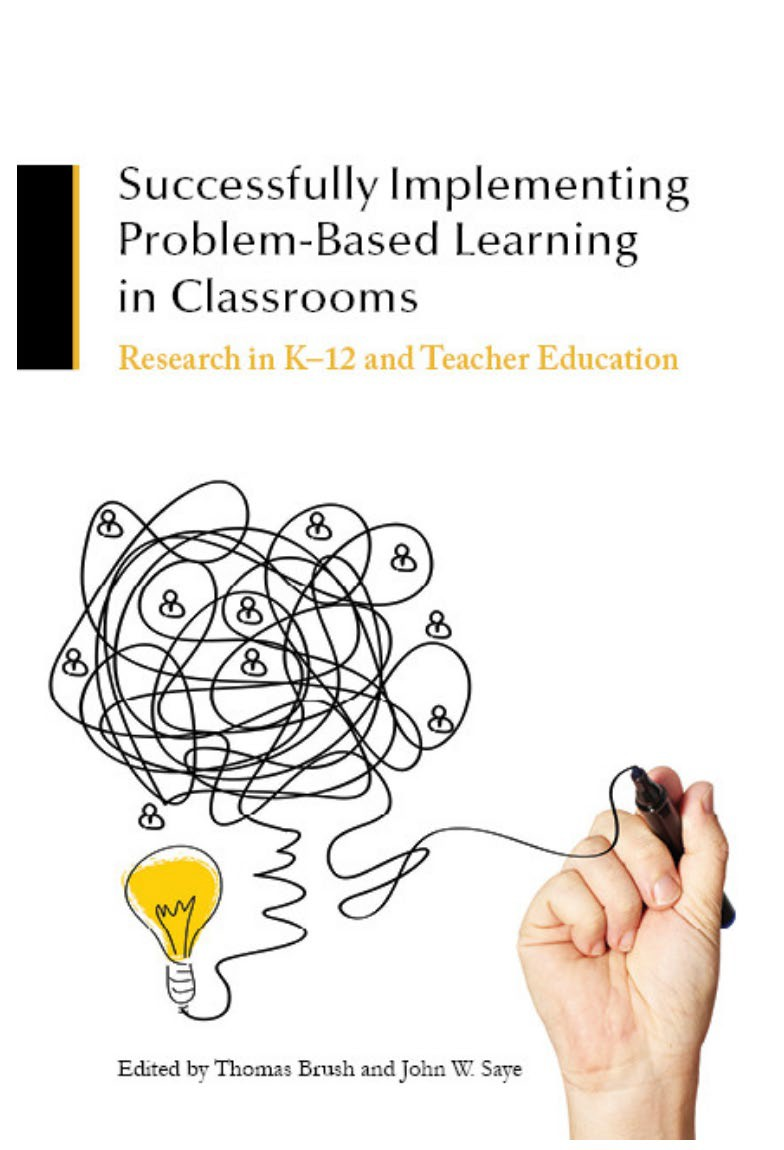 Successfully Implementing
Problem-Based Learning
in Classrooms
Research in K–12 and Teacher Education
Edited by Thomas Brush and John W. Saye